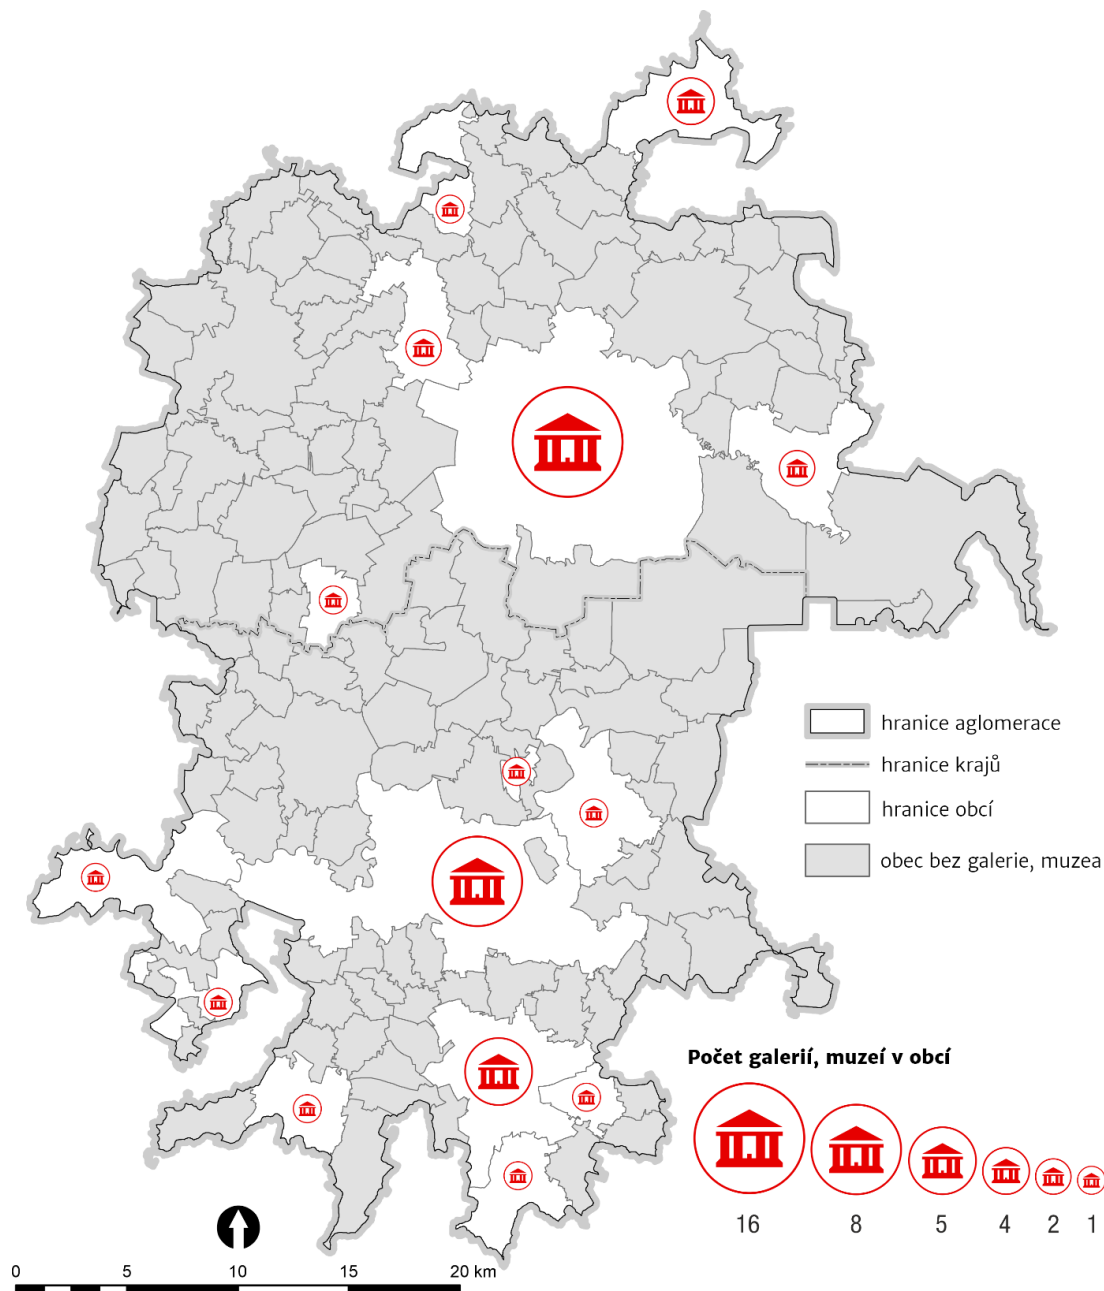 hranice aglomerace
hranice krajů
hranice obcí
obec bez galerie, muzea
Počet galerií, muzeí v obcí
16 8 5 4 2 1
0 5 10 15 20 km